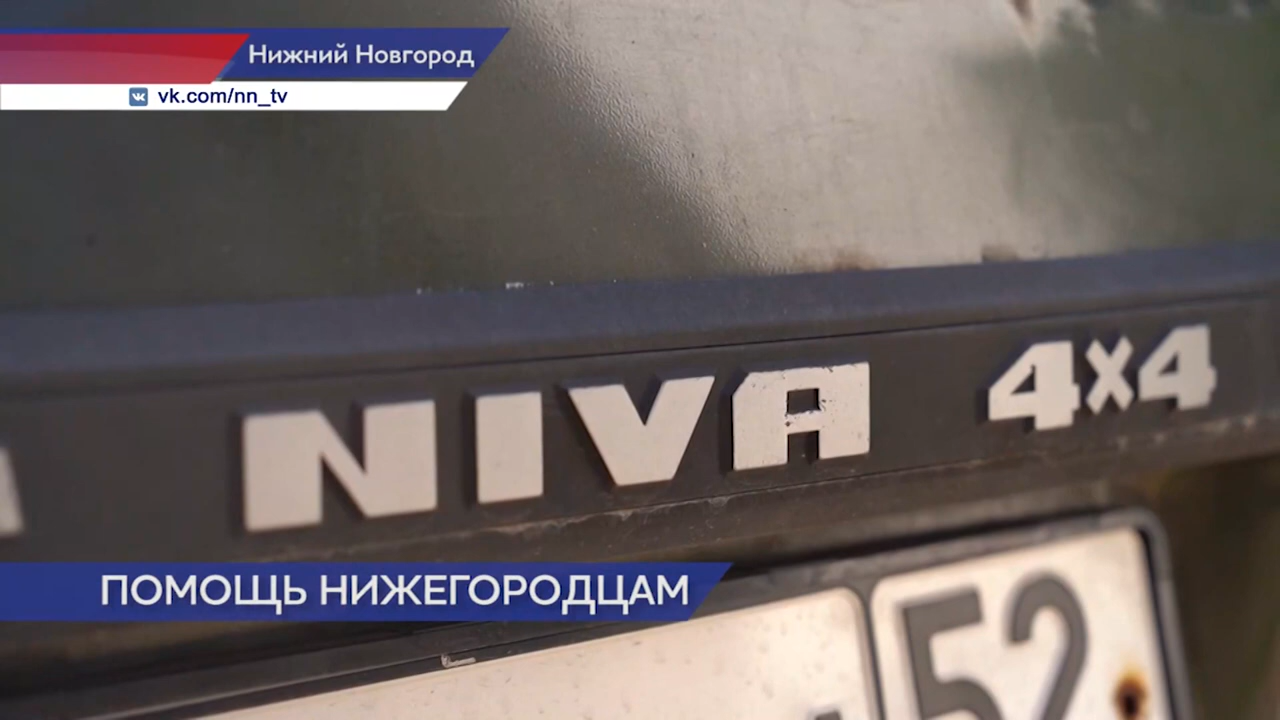 Нижний Новгород
vk.com/nn_tv
NIVA 4x4
ПОМОЩЬ НИЖЕГОРОДЦАМ
52